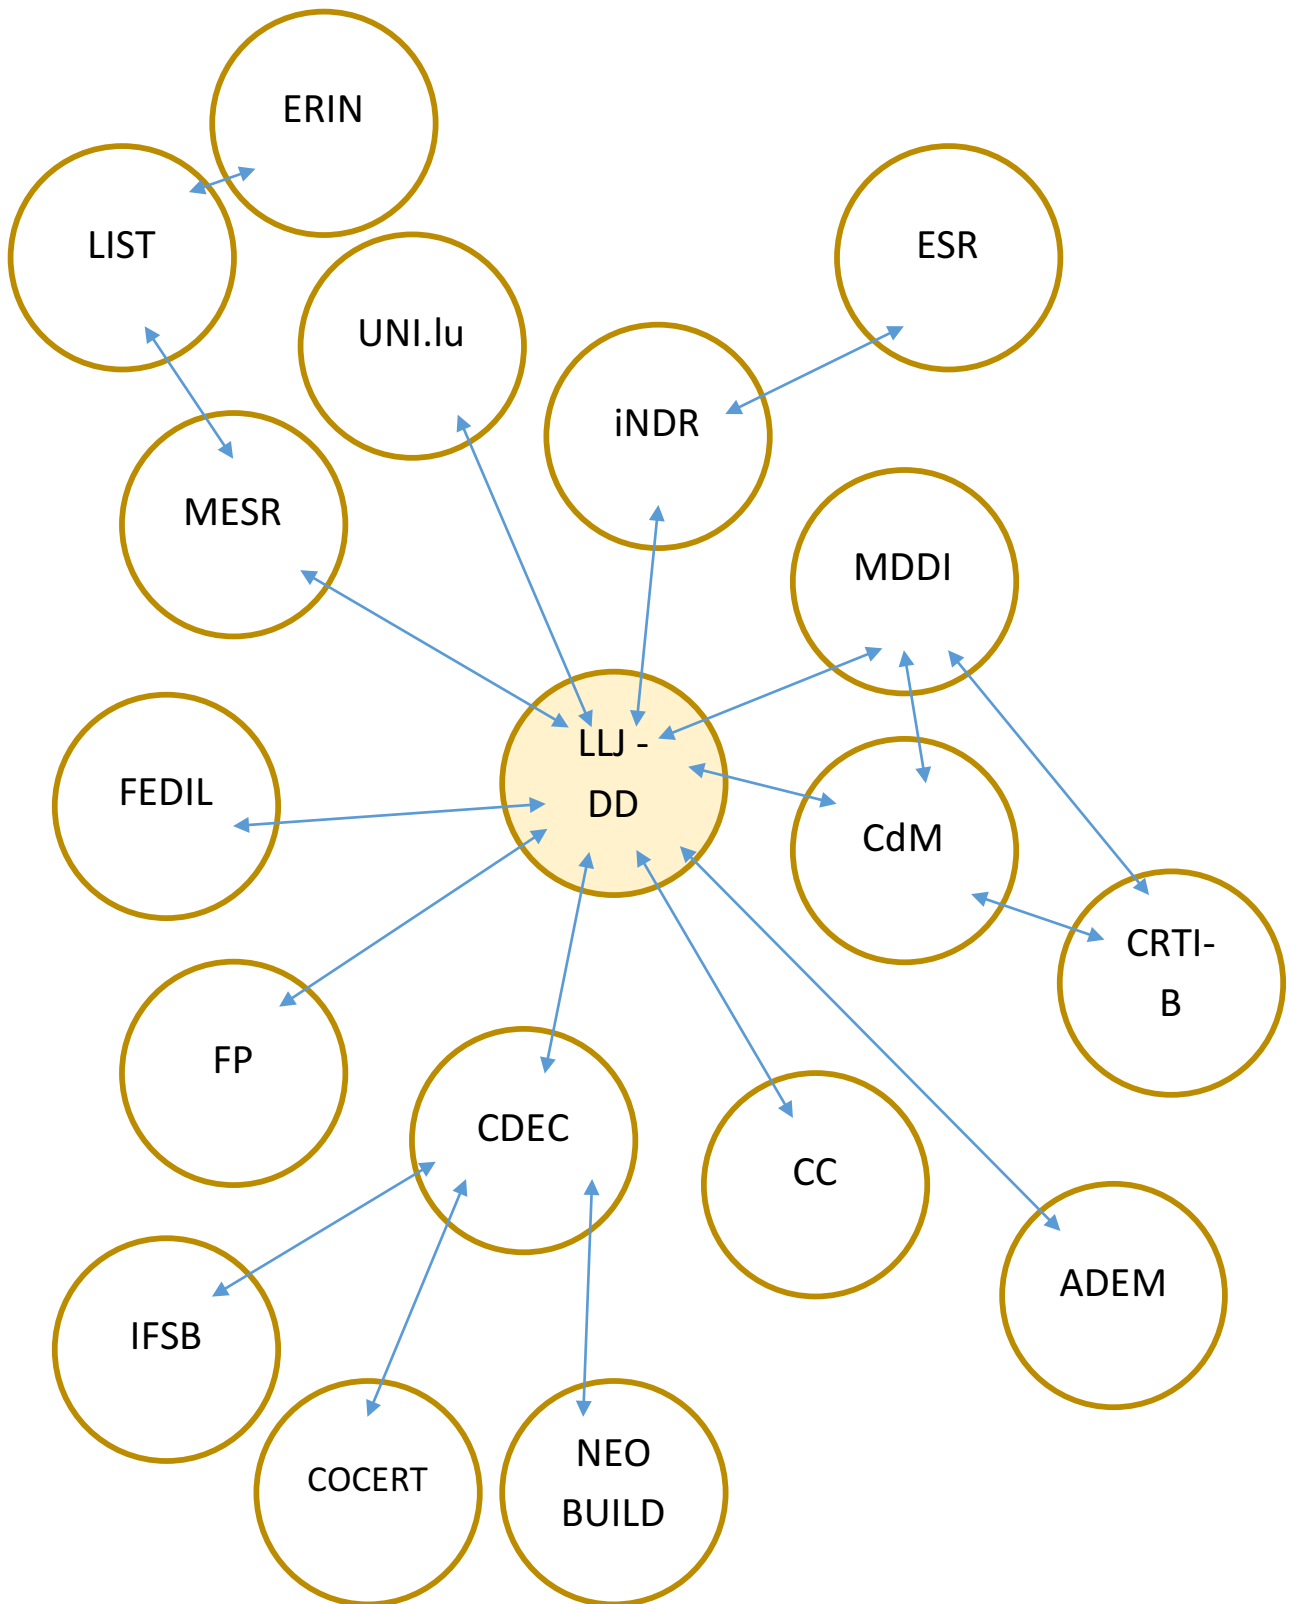 ERIN
LIST
ESR
UNI.lu
iNDR
MESR
MDDI
LLJ -
DD
FEDIL
CdM
CRTI-
B
FP
CDEC
CC
ADEM
IFSB
COCERT
NEO
BUILD